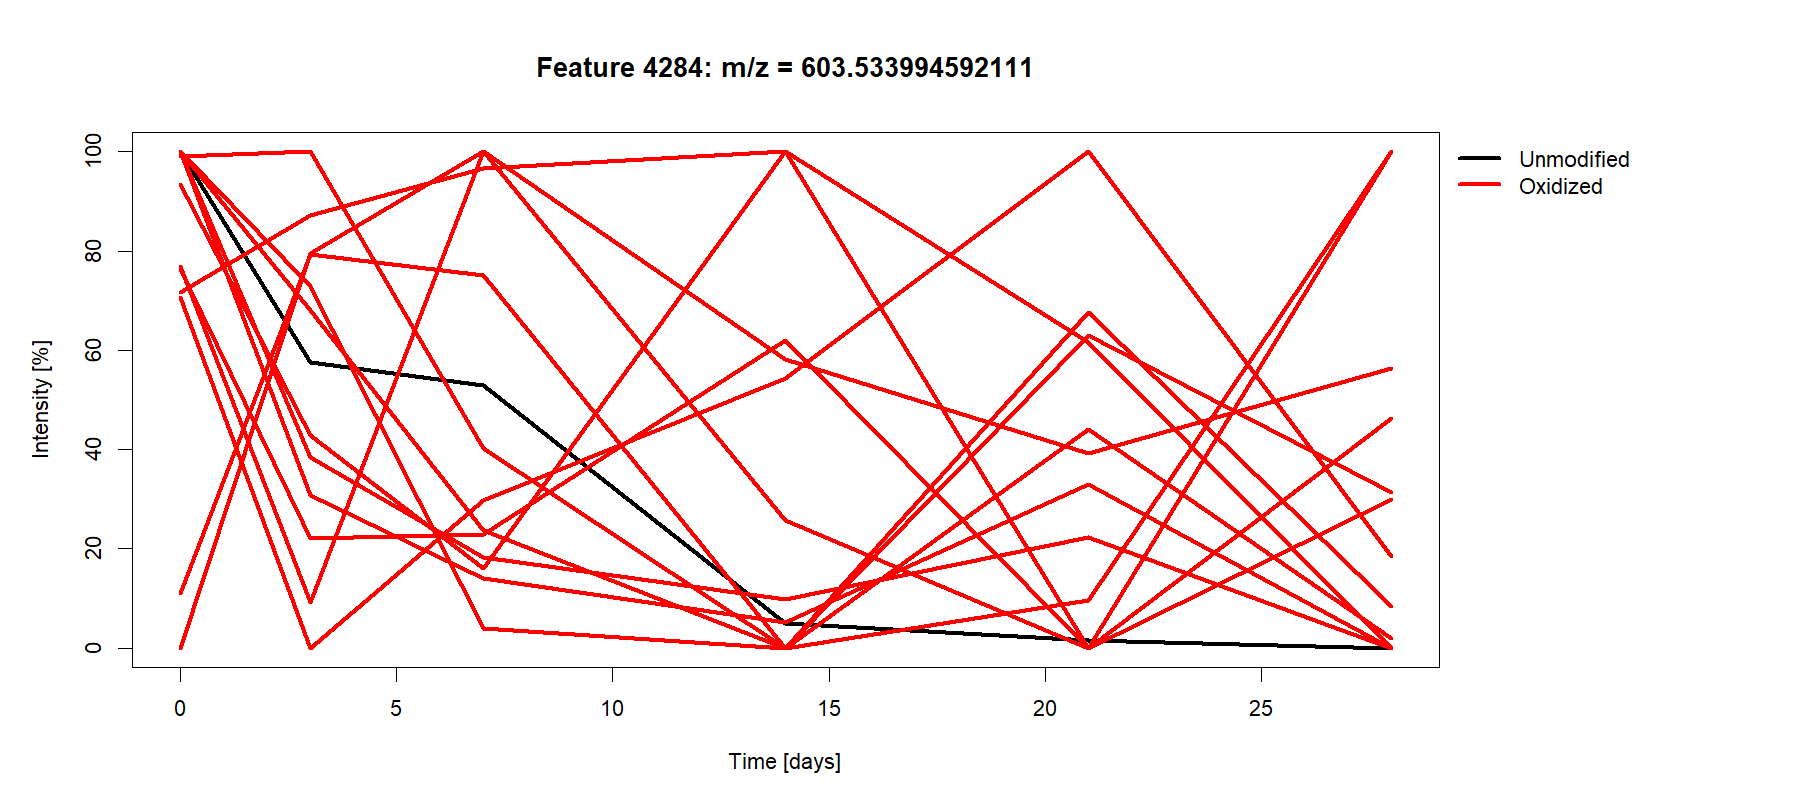 Feature 4284: m/z = 603.533994592111
Unmodified
Oxidized
Intensity [%]
100
80
60
40
20
0
0 5 10 15 20 25
Time [days]